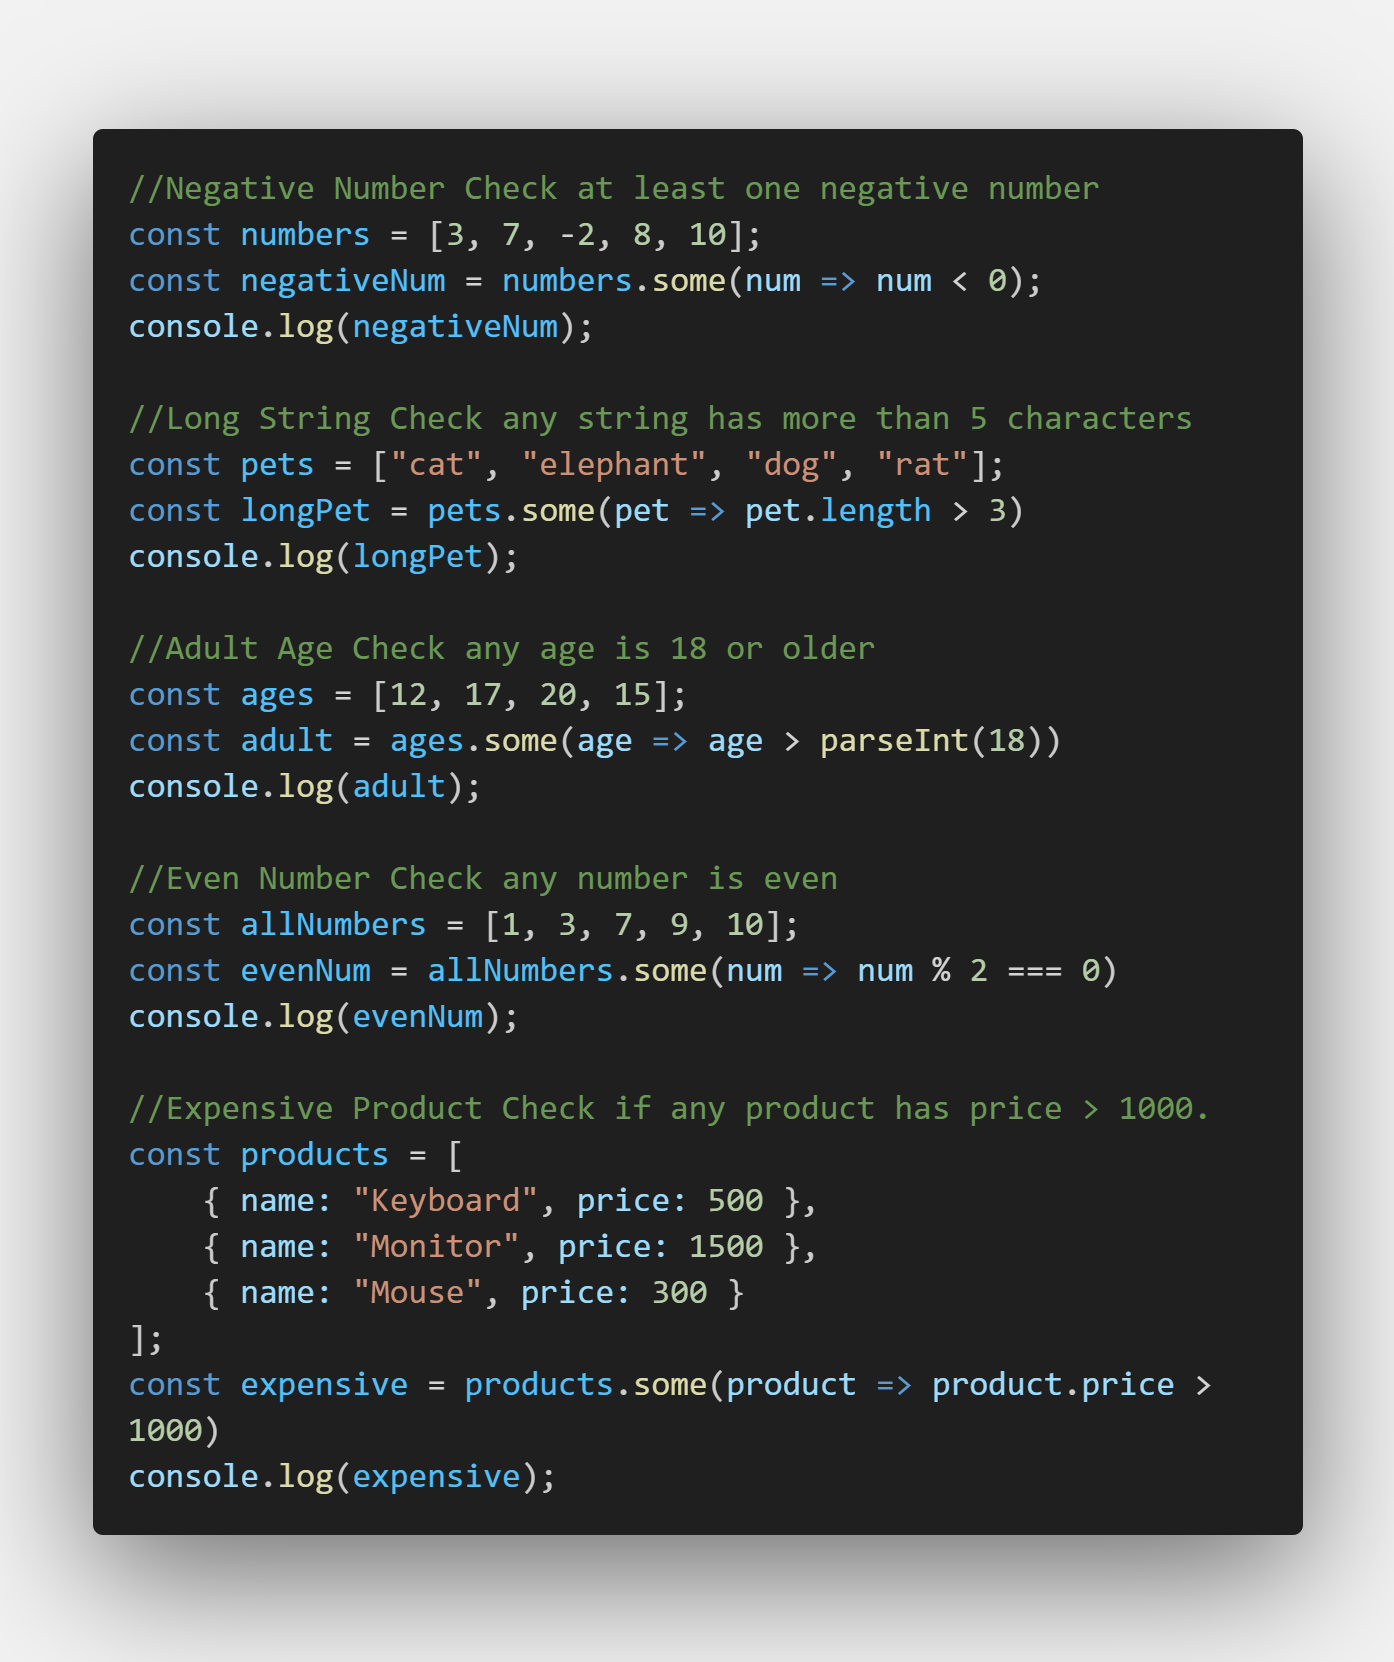 //Negative Number Check at least one negative number
const numbers = [3, 7, -2, 8, 10];
const negativeNum = numbers.some(num => num < 0);
console.log(negativeNum);

//Long String Check any string has more than 5 characters
const pets = ["cat", "elephant", "dog", "rat"];
const longPet = pets.some(pet => pet.length > 3)
console.log(longPet);

//Adult Age Check any age is 18 or older
const ages = [12, 17, 20, 15];
const adult = ages.some(age => age > parseInt(18))
console.log(adult);

//Even Number Check any number is even
const allNumbers = [1, 3, 7, 9, 10];
const evenNum = allNumbers.some(num => num % 2 === 0)
console.log(evenNum);

//Expensive Product Check if any product has price > 1000.
const products = [
    { name: "Keyboard", price: 500 },
    { name: "Monitor", price: 1500 },
    { name: "Mouse", price: 300 }
];
const expensive = products.some(product => product.price >
1000)
console.log(expensive);